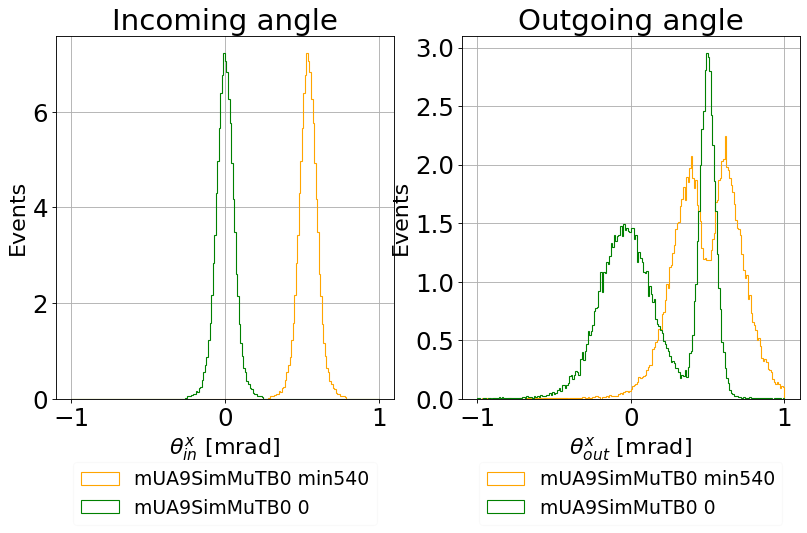 Incoming angle
Events
6
4
2
0
−1 0 1
θ_in^x [mrad]
mUA9SimMuTB0 min540
mUA9SimMuTB0 0
Outgoing angle
Events
3.0
2.5
2.0
1.5
1.0
0.5
0.0
−1 0 1
θ_out^x [mrad]
mUA9SimMuTB0 min540
mUA9SimMuTB0 0